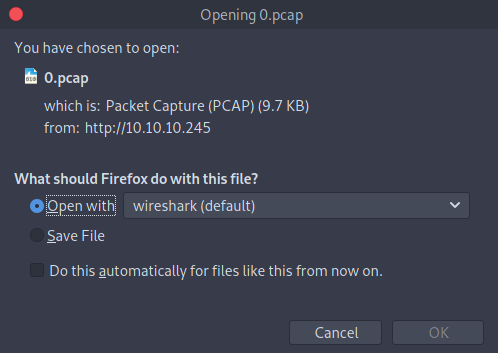 Opening 0.pcap
You have chosen to open:
0.pcap
which is: Packet Capture (PCAP) (9.7 KB)
from: http://10.10.10.245
What should Firefox do with this file?
Open with wireshark (default)
Save File
Do this automatically for files like this from now on.
Cancel OK